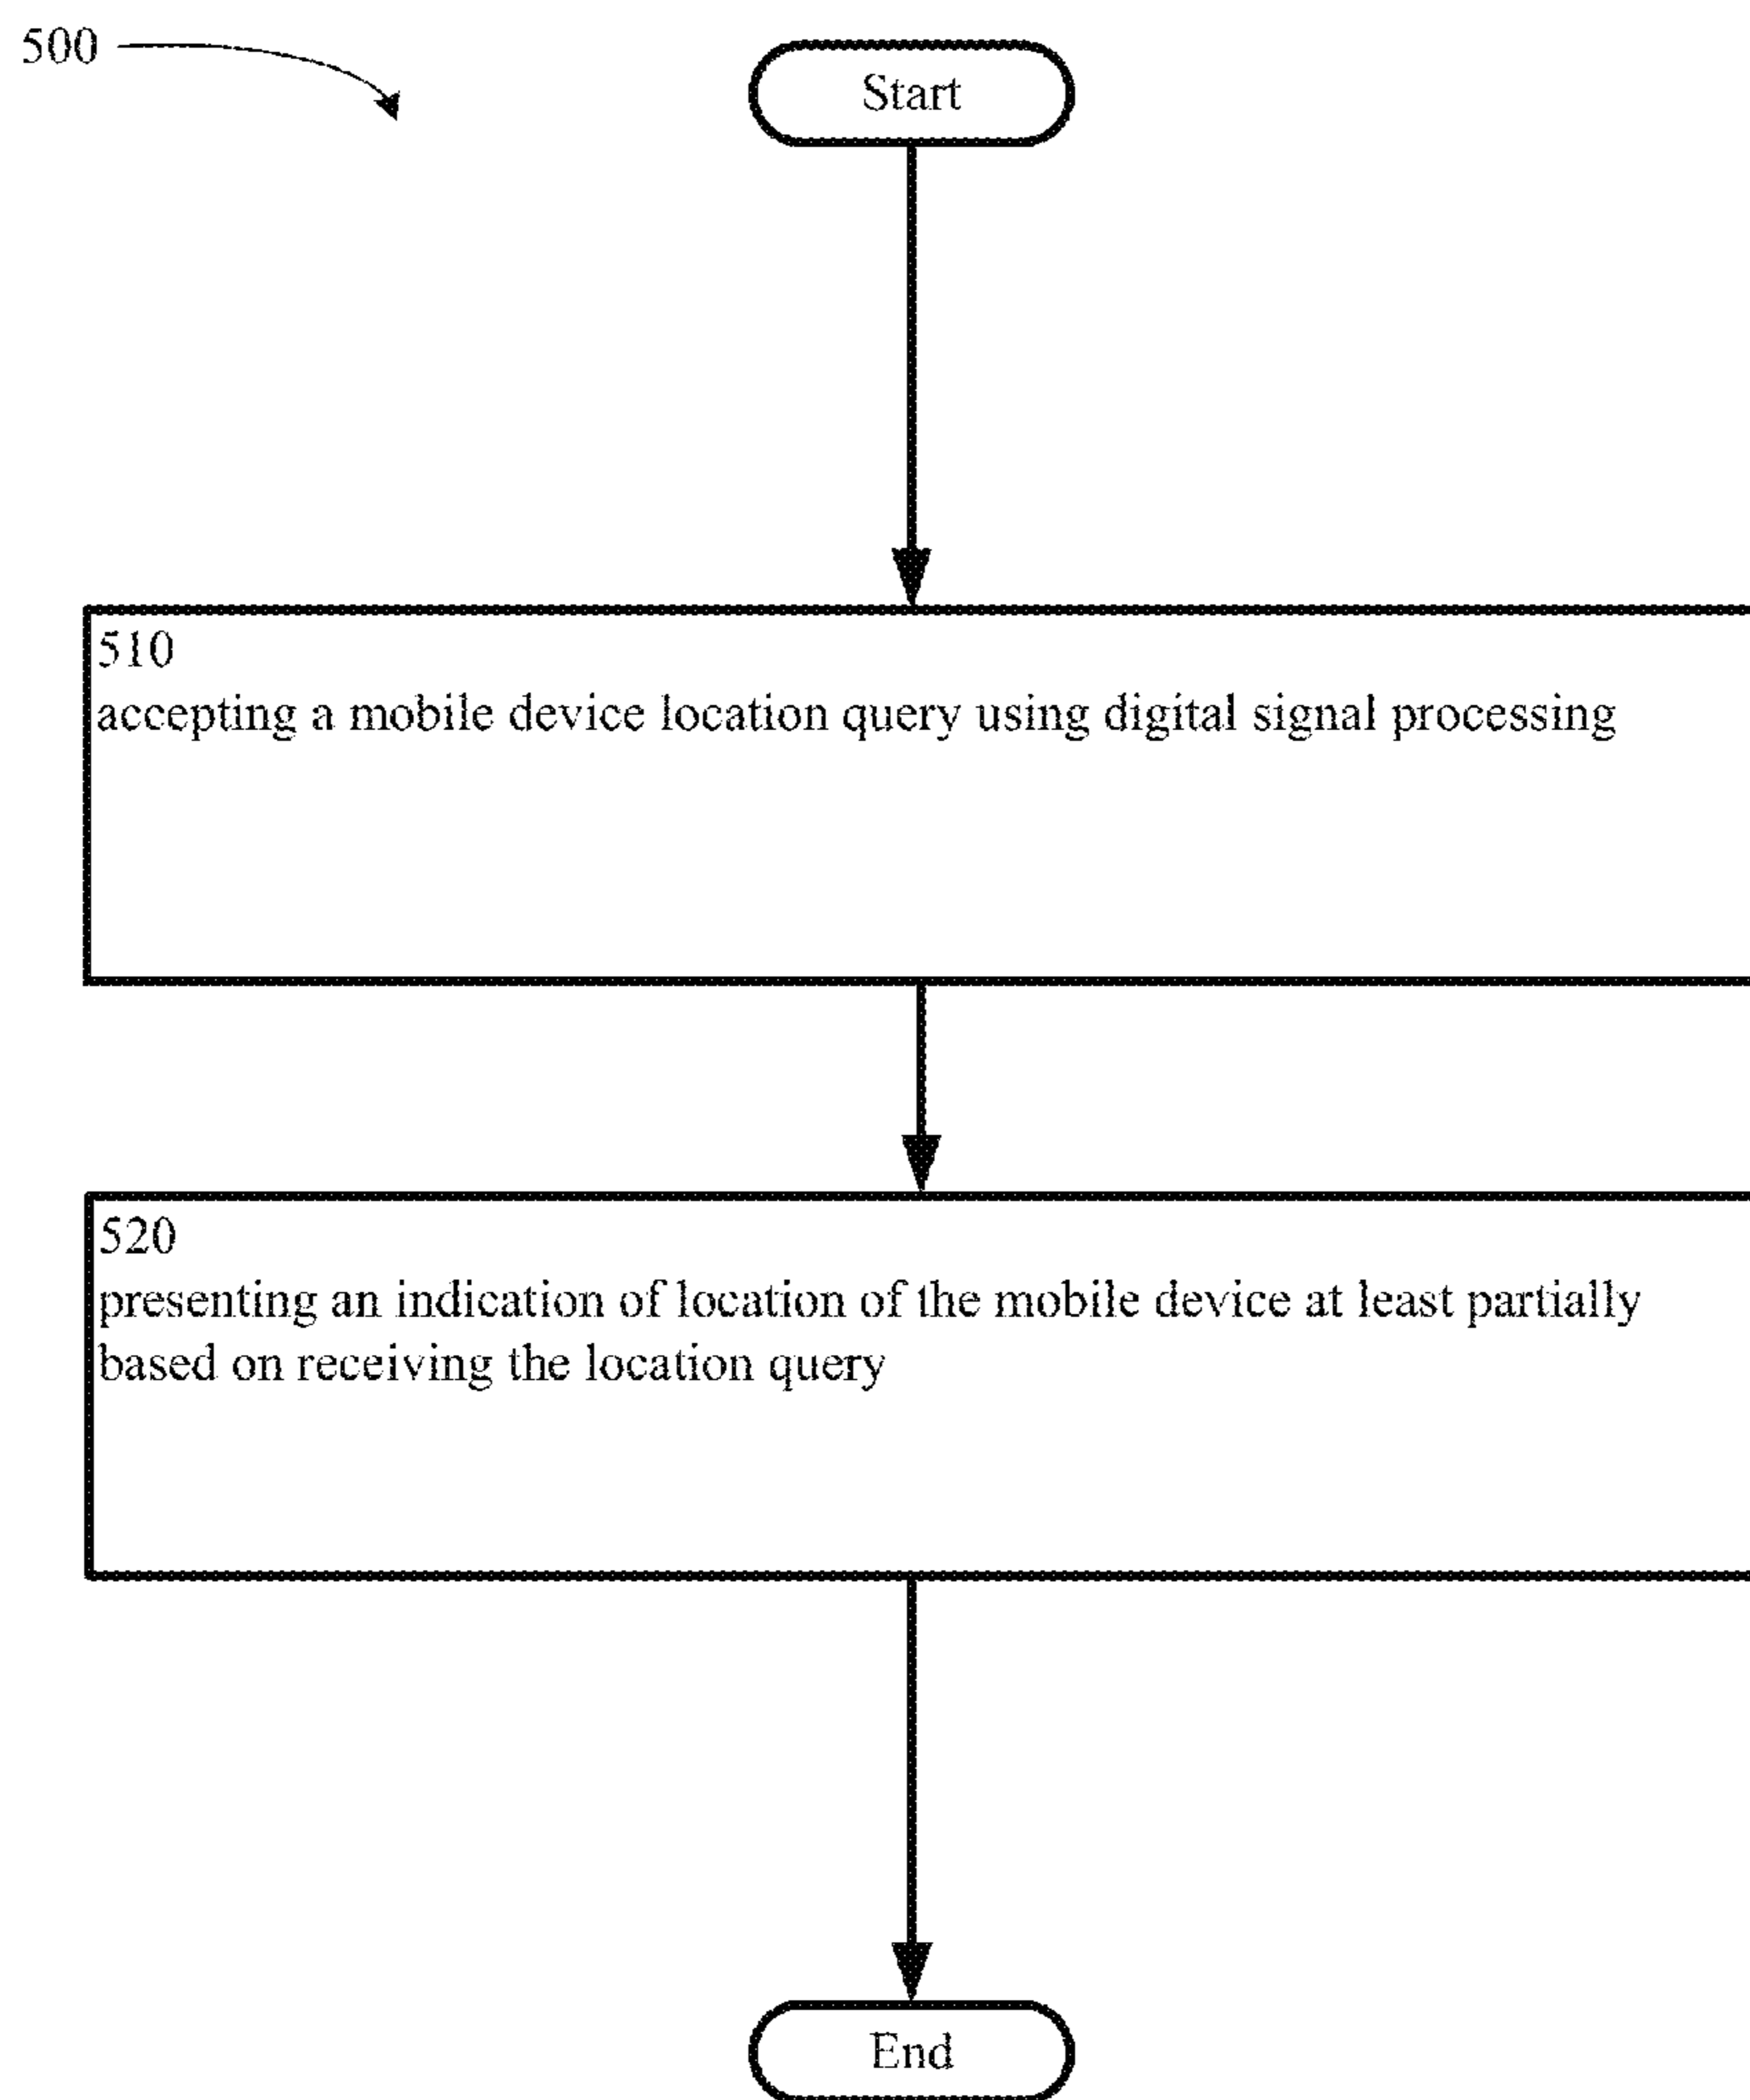 500
Start
510
accepting a mobile device location query using digital signal processing
520
presenting an indication of location of the mobile device at least partially
based on receiving the location query
End